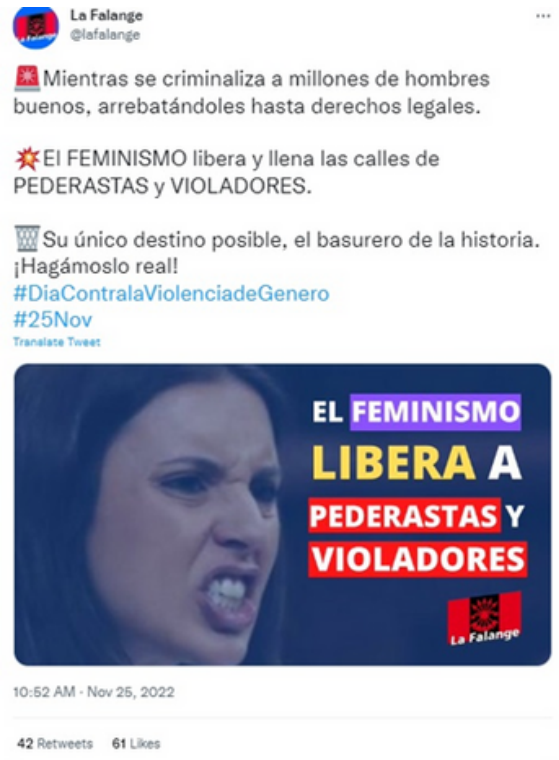 La Falange
@lafalange
Mientras se criminaliza a millones de hombres
buenos, arrebatándoles hasta derechos legales.
El FEMINISMO libera y llena las calles de
PEDERASTAS y VIOLADORES.
Su único destino posible, el basurero de la historia.
¡Hagámoslo real!
#DiaContralaViolenciadeGenero
#25Nov
Translate Tweet
EL FEMINISMO
LIBERA A
PEDERASTAS Y
VIOLADORES
La Falange
10:52 AM · Nov 25, 2022
42 Retweets 61 Likes